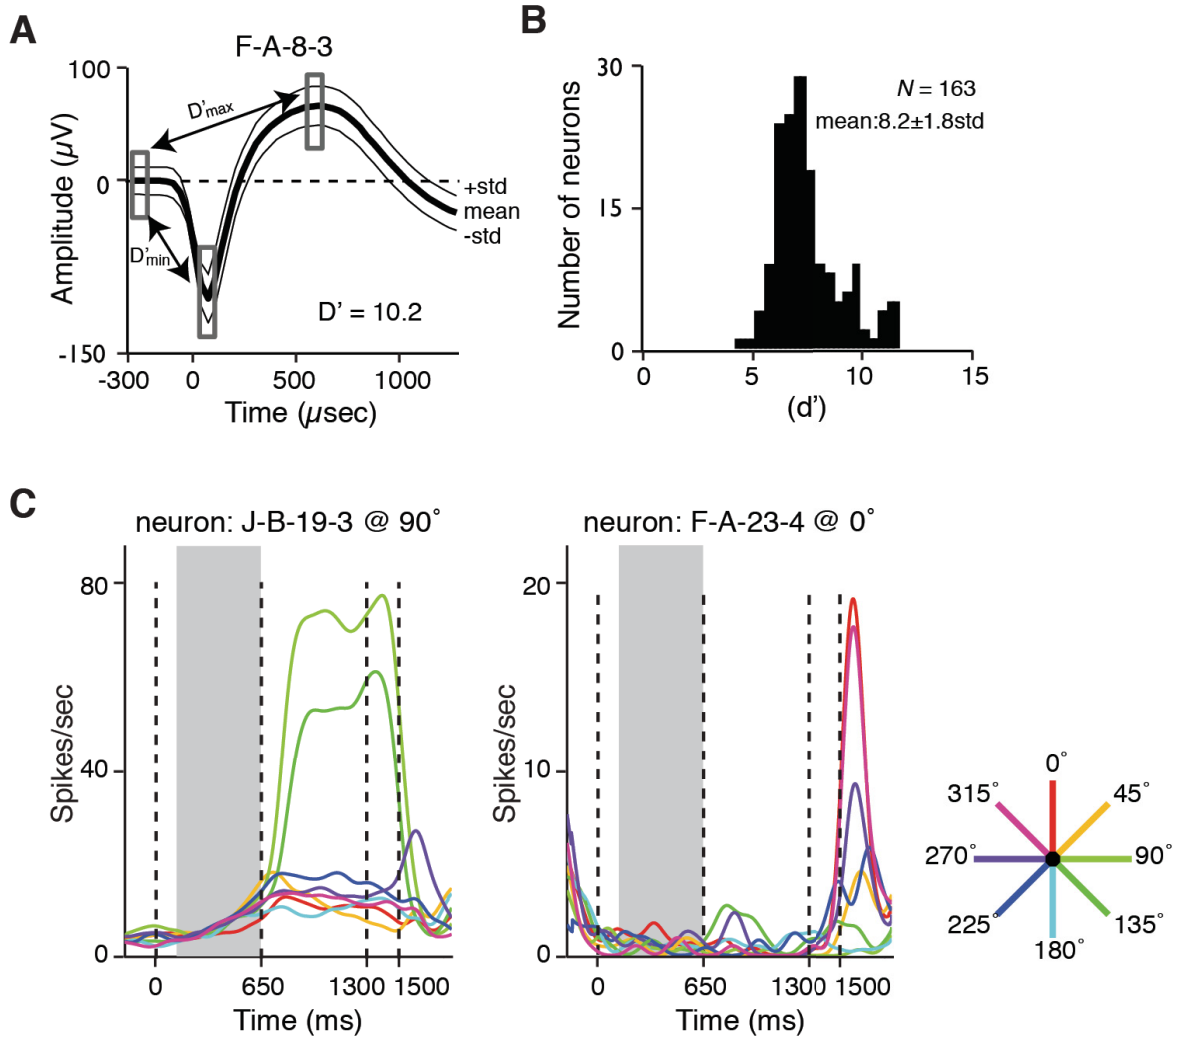 A
F-A-8-3
100
0
-150
Amplitude (µV)
D'max
D'min
+std
mean
-std
D' = 10.2
-300 0 500 1000
Time (µsec)
B
30
15
0
Number of neurons
N = 163
mean:8.2±1.8std
0 5 10 15
(d')
C
neuron: J-B-19-3 @ 90°
80
40
0
Spikes/sec
0 650 1300 1500
Time (ms)
neuron: F-A-23-4 @ 0°
20
10
0
Spikes/sec
0 650 1300 1500
Time (ms)
0°
315° 45°
270° 90°
225° 135°
180°